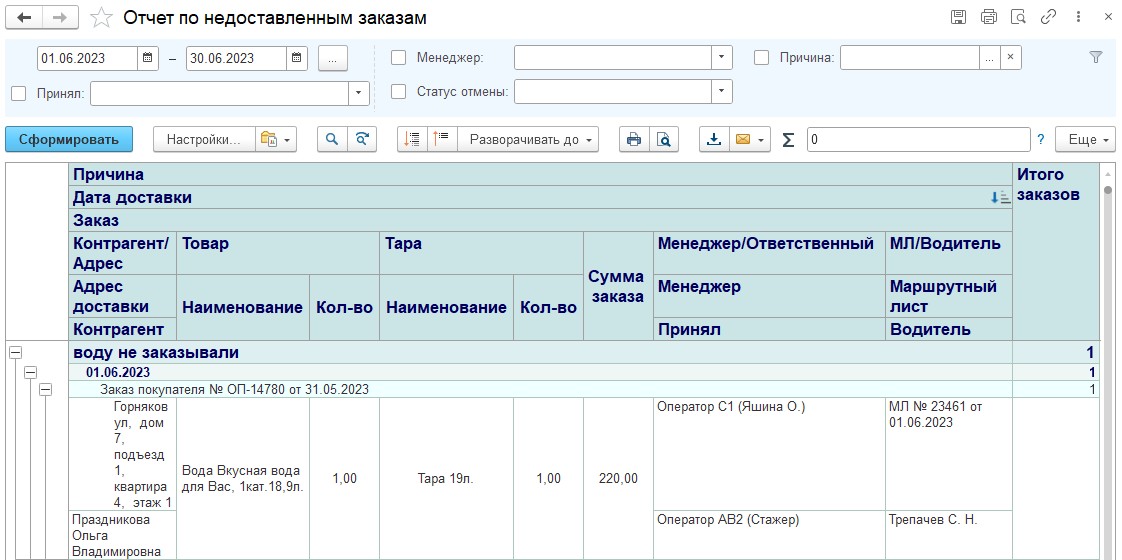 Отчет по недоставленным заказам
01.06.2023 – 30.06.2023 ... Менеджер: Причина: ... ×
Принял: Статус отмены:
Сформировать Настройки... Разворачивать до Σ 0 ? Еще
Причина Итого
Дата доставки заказов
Заказ
Контрагент/ Товар Тара Сумма Менеджер/Ответственный МЛ/Водитель
Адрес заказа
Адрес Наименование Кол-во Наименование Кол-во Менеджер Маршрутный
доставки лист
Контрагент Принял Водитель
воду не заказывали 1
01.06.2023 1
Заказ покупателя № ОП-14780 от 31.05.2023 1
Горняков Оператор С1 (Яшина О.) МЛ № 23461 от
ул, дом 01.06.2023
7,
подъезд
1, Вода Вкусная вода 1,00 Тара 19л. 1,00 220,00
квартира для Вас, 1кат.18,9л.
4, этаж 1
Праздникова Оператор АВ2 (Стажер) Трепачев С. Н.
Ольга
Владимировна